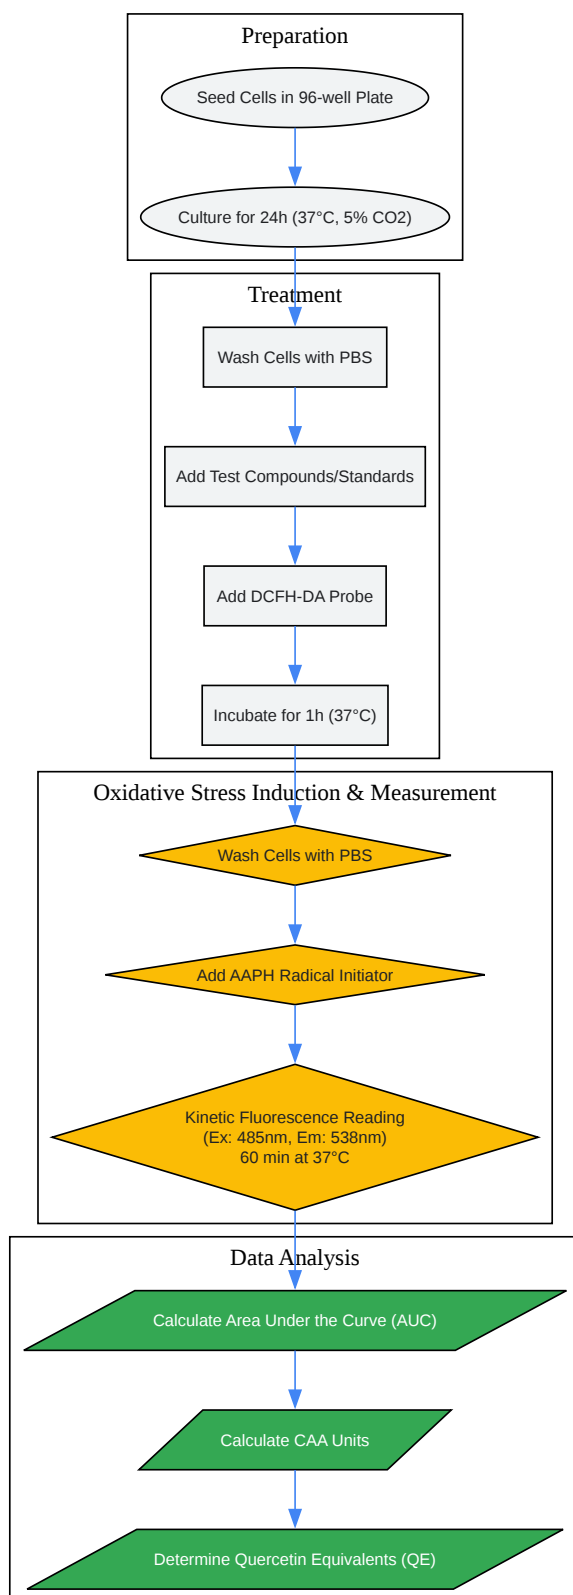 Preparation
Seed Cells in 96-well Plate
Culture for 24h (37°C, 5% CO2)
Treatment
Wash Cells with PBS
Add Test Compounds/Standards
Add DCFH-DA Probe
Incubate for 1h (37°C)
Oxidative Stress Induction & Measurement
Wash Cells with PBS
Add AAPH Radical Initiator
Kinetic Fluorescence Reading
(Ex: 485nm, Em: 538nm)
60 min at 37°C
Data Analysis
Calculate Area Under the Curve (AUC)
Calculate CAA Units
Determine Quercetin Equivalents (QE)